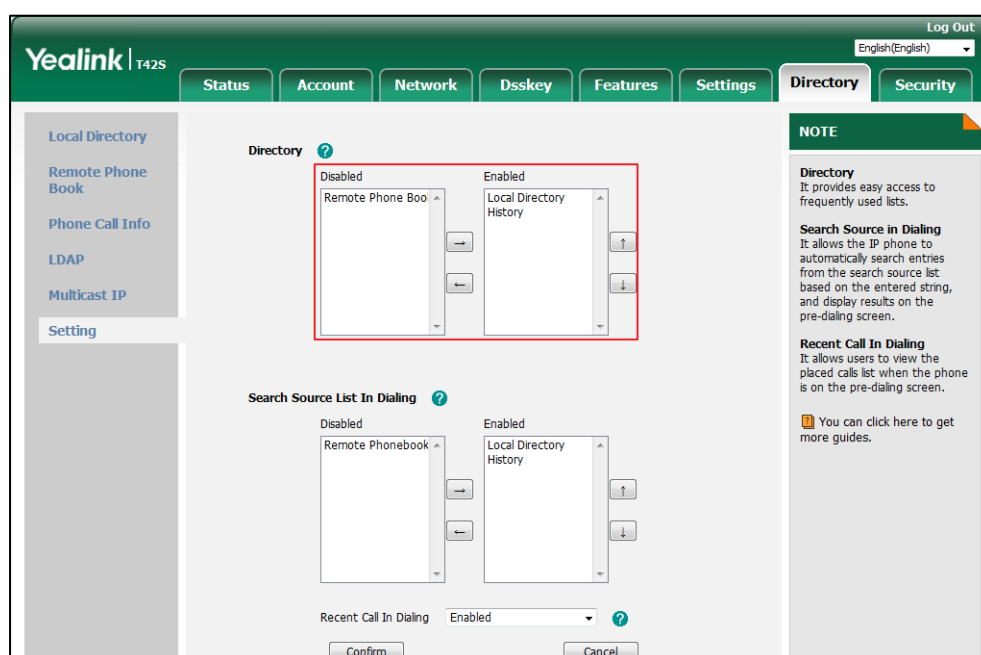 Log Out
English(English)
Yealink T42S
Status Account Network Dsskey Features Settings Directory Security
Local Directory
Remote Phone
Book
Phone Call Info
LDAP
Multicast IP
Setting
Directory ?
Disabled Enabled
Remote Phone Boo Local Directory
History
→ ↑
← ↓
Search Source List In Dialing ?
Disabled Enabled
Remote Phonebook Local Directory
History
→ ↑
← ↓
Recent Call In Dialing Enabled ?
Confirm Cancel
NOTE
Directory
It provides easy access to
frequently used lists.
Search Source in Dialing
It allows the IP phone to
automatically search entries
from the search source list
based on the entered string,
and display results on the
pre-dialing screen.
Recent Call In Dialing
It allows users to view the
placed calls list when the phone
is on the pre-dialing screen.
? You can click here to get
more guides.